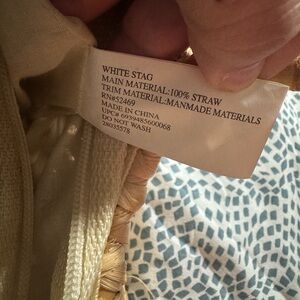 WHITE STAG
MAIN MATERIAL:100% STRAW
TRIM MATERIAL:MANMADE MATERIALS
RN#52469
MADE IN CHINA
UPC# 6939485600068
DO NOT WASH
28035578